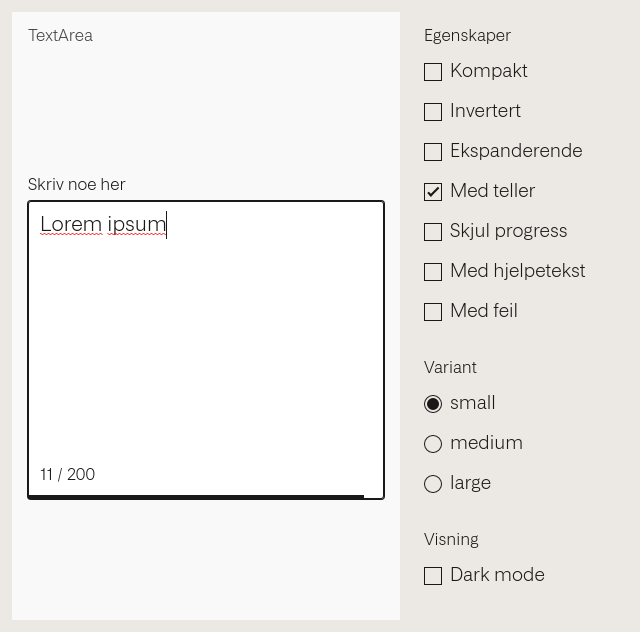 TextArea
Skriv noe her
Lorem ipsum
11 / 200
Egenskaper
Kompakt
Invertert
Ekspanderende
Med teller
Skjul progress
Med hjelpetekst
Med feil
Variant
small
medium
large
Visning
Dark mode